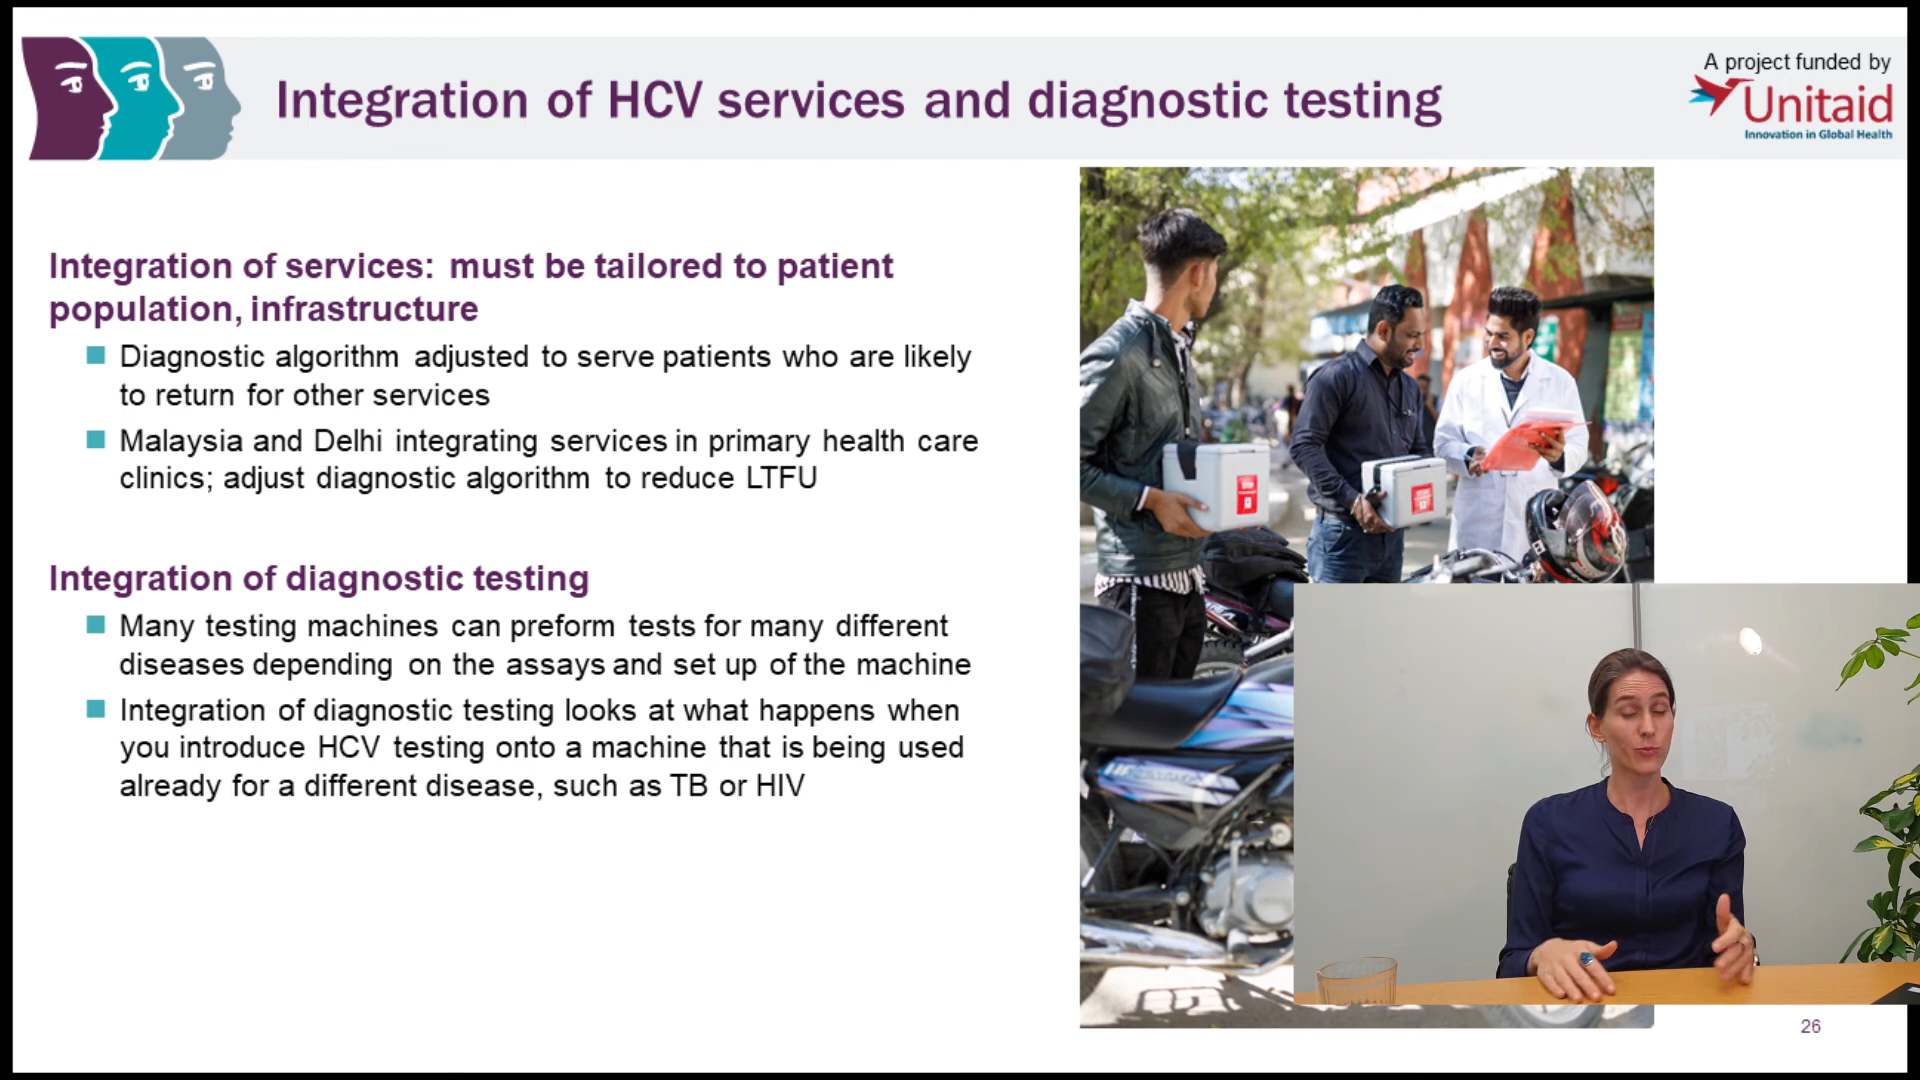 Integration of HCV services and diagnostic testing
A project funded by
Unitaid
Innovation in Global Health
Integration of services: must be tailored to patient
population, infrastructure
Diagnostic algorithm adjusted to serve patients who are likely
to return for other services
Malaysia and Delhi integrating services in primary health care
clinics; adjust diagnostic algorithm to reduce LTFU
Integration of diagnostic testing
Many testing machines can preform tests for many different
diseases depending on the assays and set up of the machine
Integration of diagnostic testing looks at what happens when
you introduce HCV testing onto a machine that is being used
already for a different disease, such as TB or HIV
26